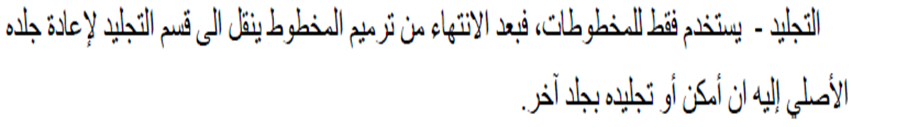 التجليد - يستخدم فقط للمخطوطات، فبعد الانتهاء من ترميم المخطوط ينقل الى قسم التجليد لإعادة جلده
الأصلي إليه ان أمكن أو تجليده بجلد آخر.